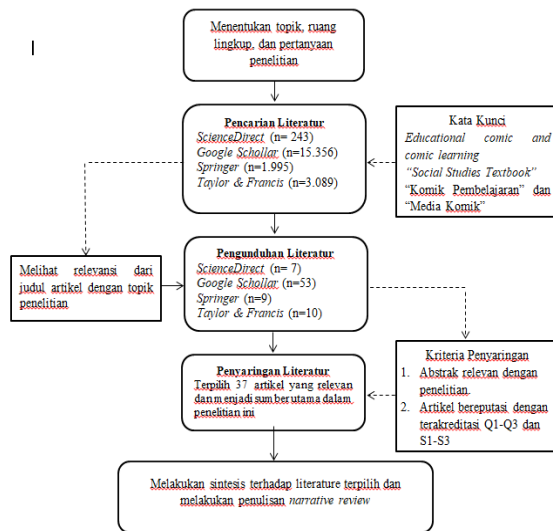 Menentukan topik, ruang
lingkup, dan pertanyaan
penelitian
Pencarian Literatur
ScienceDirect (n= 243)
Google Schollar (n=15.356)
Springer (n=1.995)
Taylor & Francis (n=3.089)
Kata Kunci
Educational comic and
comic learning
"Social Studies Textbook"
"Komik Pembelajaran" dan
"Media Komik"
Melihat relevansi dari
judul artikel dengan topik
penelitian
Pengunduhan Literatur
ScienceDirect (n= 7)
Google Schollar (n=53)
Springer (n=9)
Taylor & Francis (n=10)
Penyaringan Literatur
Terpilih 37 artikel yang relevan
dan menjadi sumber utama dalam
penelitian ini
Kriteria Penyaringan
1. Abstrak relevan dengan
penelitian.
2. Artikel bereputasi dengan
terakreditasi Q1-Q3 dan
S1-S3
Melakukan sintesis terhadap literature terpilih dan
melakukan penulisan narrative review